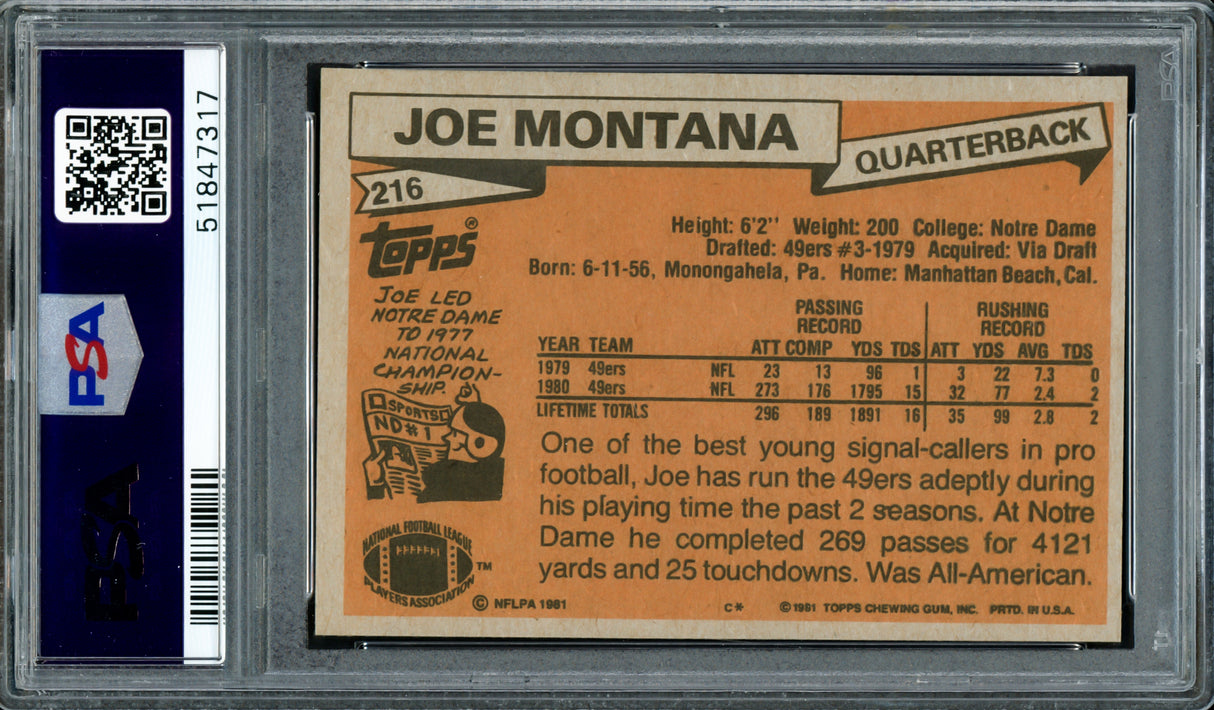 51847317
PSA
PSA
PSA
JOE MONTANA
QUARTERBACK
216
TOPPS®
Height: 6'2'' Weight: 200 College: Notre Dame
Drafted: 49ers #3-1979 Acquired: Via Draft
Born: 6-11-56, Monongahela, Pa. Home: Manhattan Beach, Cal.
JOE LED
NOTRE DAME
TO 1977
NATIONAL
CHAMPION-
SHIP.
SPORTS
ND#1
PASSING RUSHING
RECORD RECORD
YEAR TEAM ATT COMP YDS TDS ATT YDS AVG TDS
1979 49ers NFL 23 13 96 1 3 22 7.3 0
1980 49ers NFL 273 176 1795 15 32 77 2.4 2
LIFETIME TOTALS 296 189 1891 16 35 99 2.8 2
One of the best young signal-callers in pro
football, Joe has run the 49ers adeptly during
his playing time the past 2 seasons. At Notre
Dame he completed 269 passes for 4121
yards and 25 touchdowns. Was All-American.
NATIONAL FOOTBALL LEAGUE
PLAYERS ASSOCIATION
TM
© NFLPA 1981 C* © 1981 TOPPS CHEWING GUM, INC. PRTD. IN U.S.A.